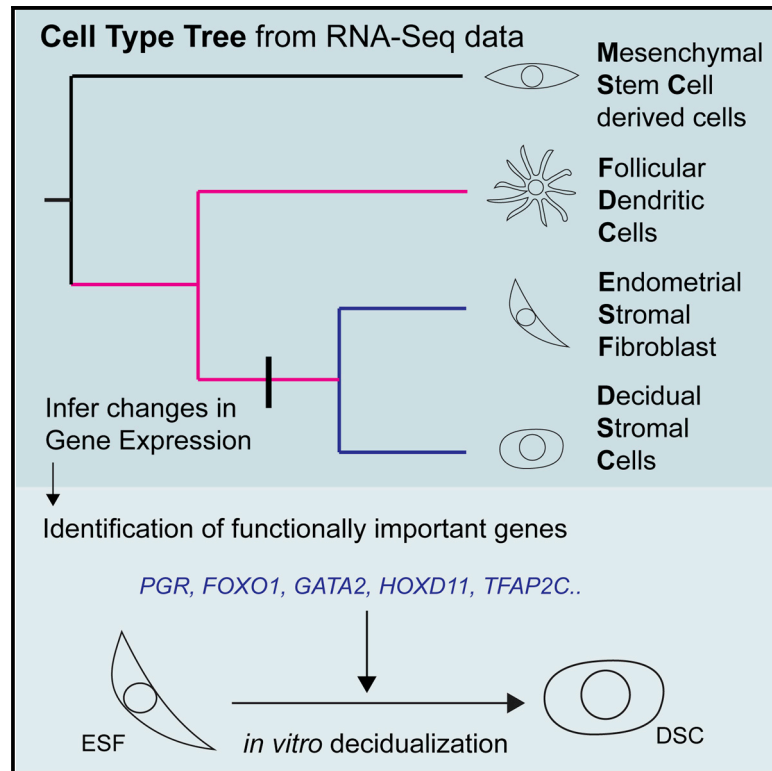 Cell Type Tree from RNA-Seq data
Mesenchymal
Stem Cell
derived cells
Follicular
Dendritic
Cells
Endometrial
Stromal
Fibroblast
Decidual
Stromal
Cells
Infer changes in
Gene Expression
Identification of functionally important genes
PGR, FOXO1, GATA2, HOXD11, TFAP2C..
ESF
in vitro decidualization
DSC